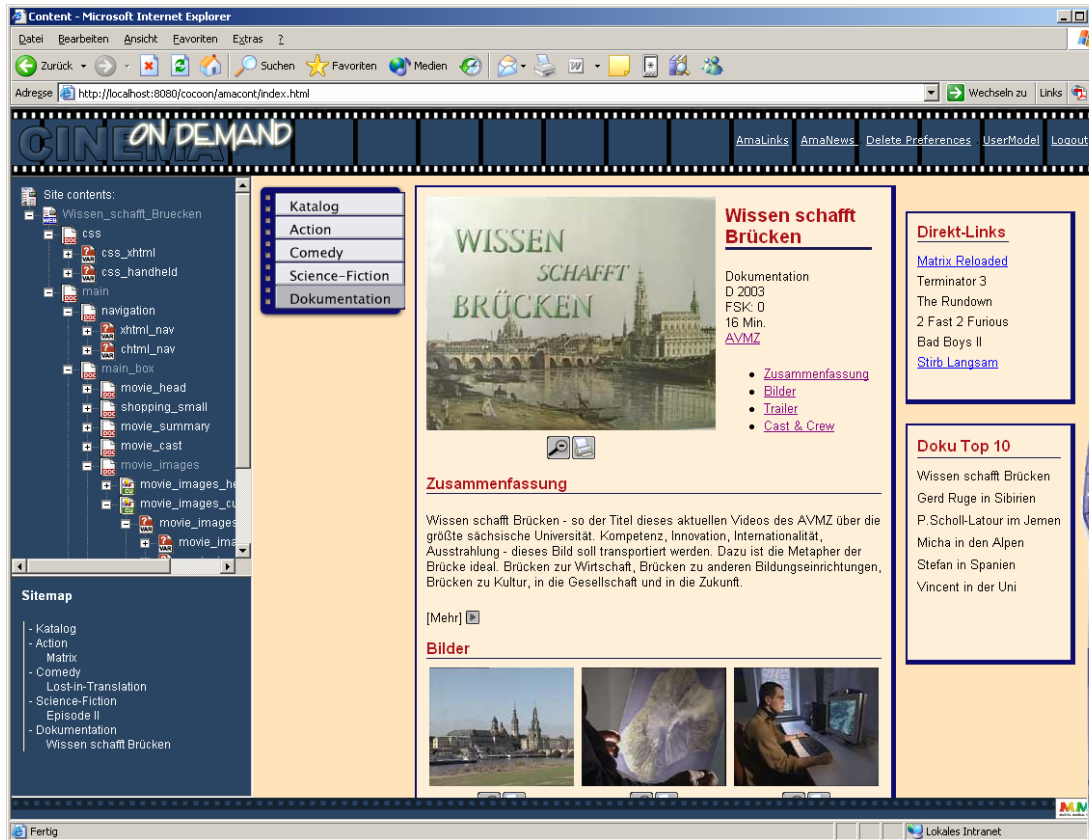 Content - Microsoft Internet Explorer
Datei Bearbeiten Ansicht Favoriten Extras ?
Zurück Suchen Favoriten Medien
Adresse http://localhost:8080/cocoon/amacont/index.html Wechseln zu Links
CINEMA ON DEMAND
AmaLinks AmaNews Delete Preferences UserModel Logout
Site contents:
Wissen_schafft_Bruecken
css
css_xhtml
css_handheld
main
navigation
xhtml_nav
chtml_nav
main_box
movie_head
shopping_small
movie_summary
movie_cast
movie_images
movie_images_he
movie_images_cu
movie_images
movie_ima
Sitemap
- Katalog
- Action
Matrix
- Comedy
Lost-in-Translation
- Science-Fiction
Episode II
- Dokumentation
Wissen schafft Brücken
Katalog
Action
Comedy
Science-Fiction
Dokumentation
WISSEN
SCHAFFT
BRÜCKEN
Wissen schafft
Brücken
Dokumentation
D 2003
FSK: 0
16 Min.
AVMZ
• Zusammenfassung
• Bilder
• Trailer
• Cast & Crew
Zusammenfassung
Wissen schafft Brücken - so der Titel dieses aktuellen Videos des AVMZ über die
größte sächsische Universität. Kompetenz, Innovation, Internationalität,
Ausstrahlung - dieses Bild soll transportiert werden. Dazu ist die Metapher der
Brücke ideal. Brücken zur Wirtschaft, Brücken zu anderen Bildungseinrichtungen,
Brücken zu Kultur, in die Gesellschaft und in die Zukunft.
[Mehr]
Bilder
Direkt-Links
Matrix Reloaded
Terminator 3
The Rundown
2 Fast 2 Furious
Bad Boys II
Stirb Langsam
Doku Top 10
Wissen schafft Brücken
Gerd Ruge in Sibirien
P.Scholl-Latour im Jemen
Micha in den Alpen
Stefan in Spanien
Vincent in der Uni
Fertig
Lokales Intranet